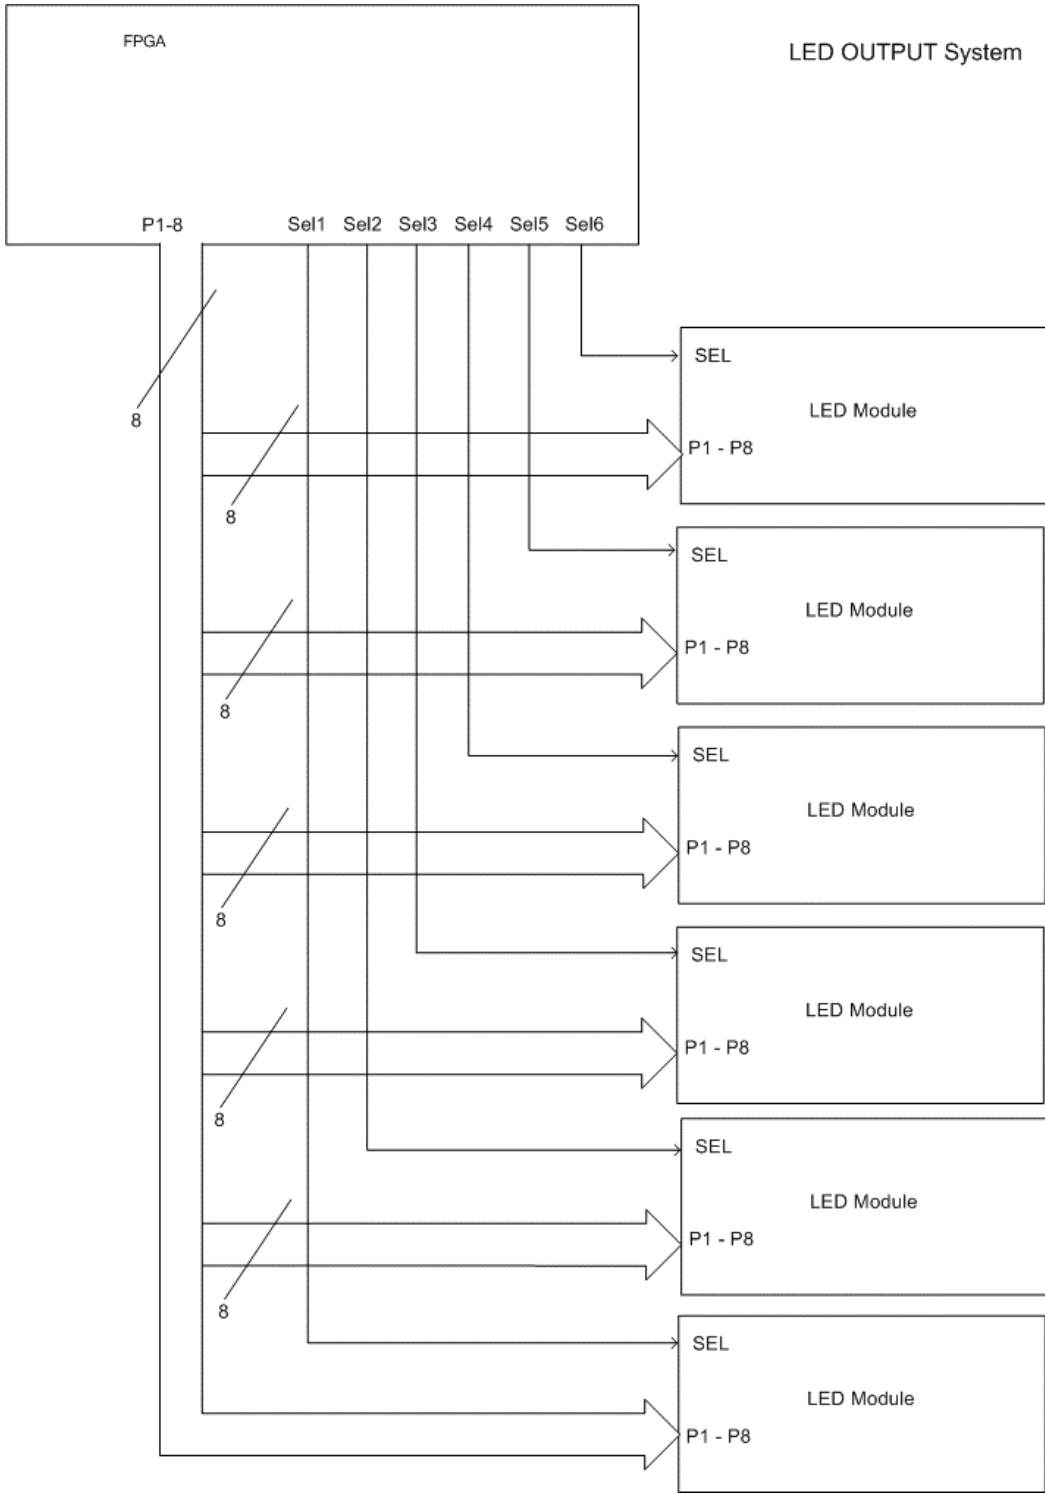 FPGA
LED OUTPUT System
P1-8 Sel1 Sel2 Sel3 Sel4 Sel5 Sel6
SEL
LED Module
8
P1 - P8
8
SEL
LED Module
P1 - P8
8
SEL
LED Module
P1 - P8
8
SEL
LED Module
P1 - P8
8
SEL
LED Module
P1 - P8
8
SEL
LED Module
P1 - P8